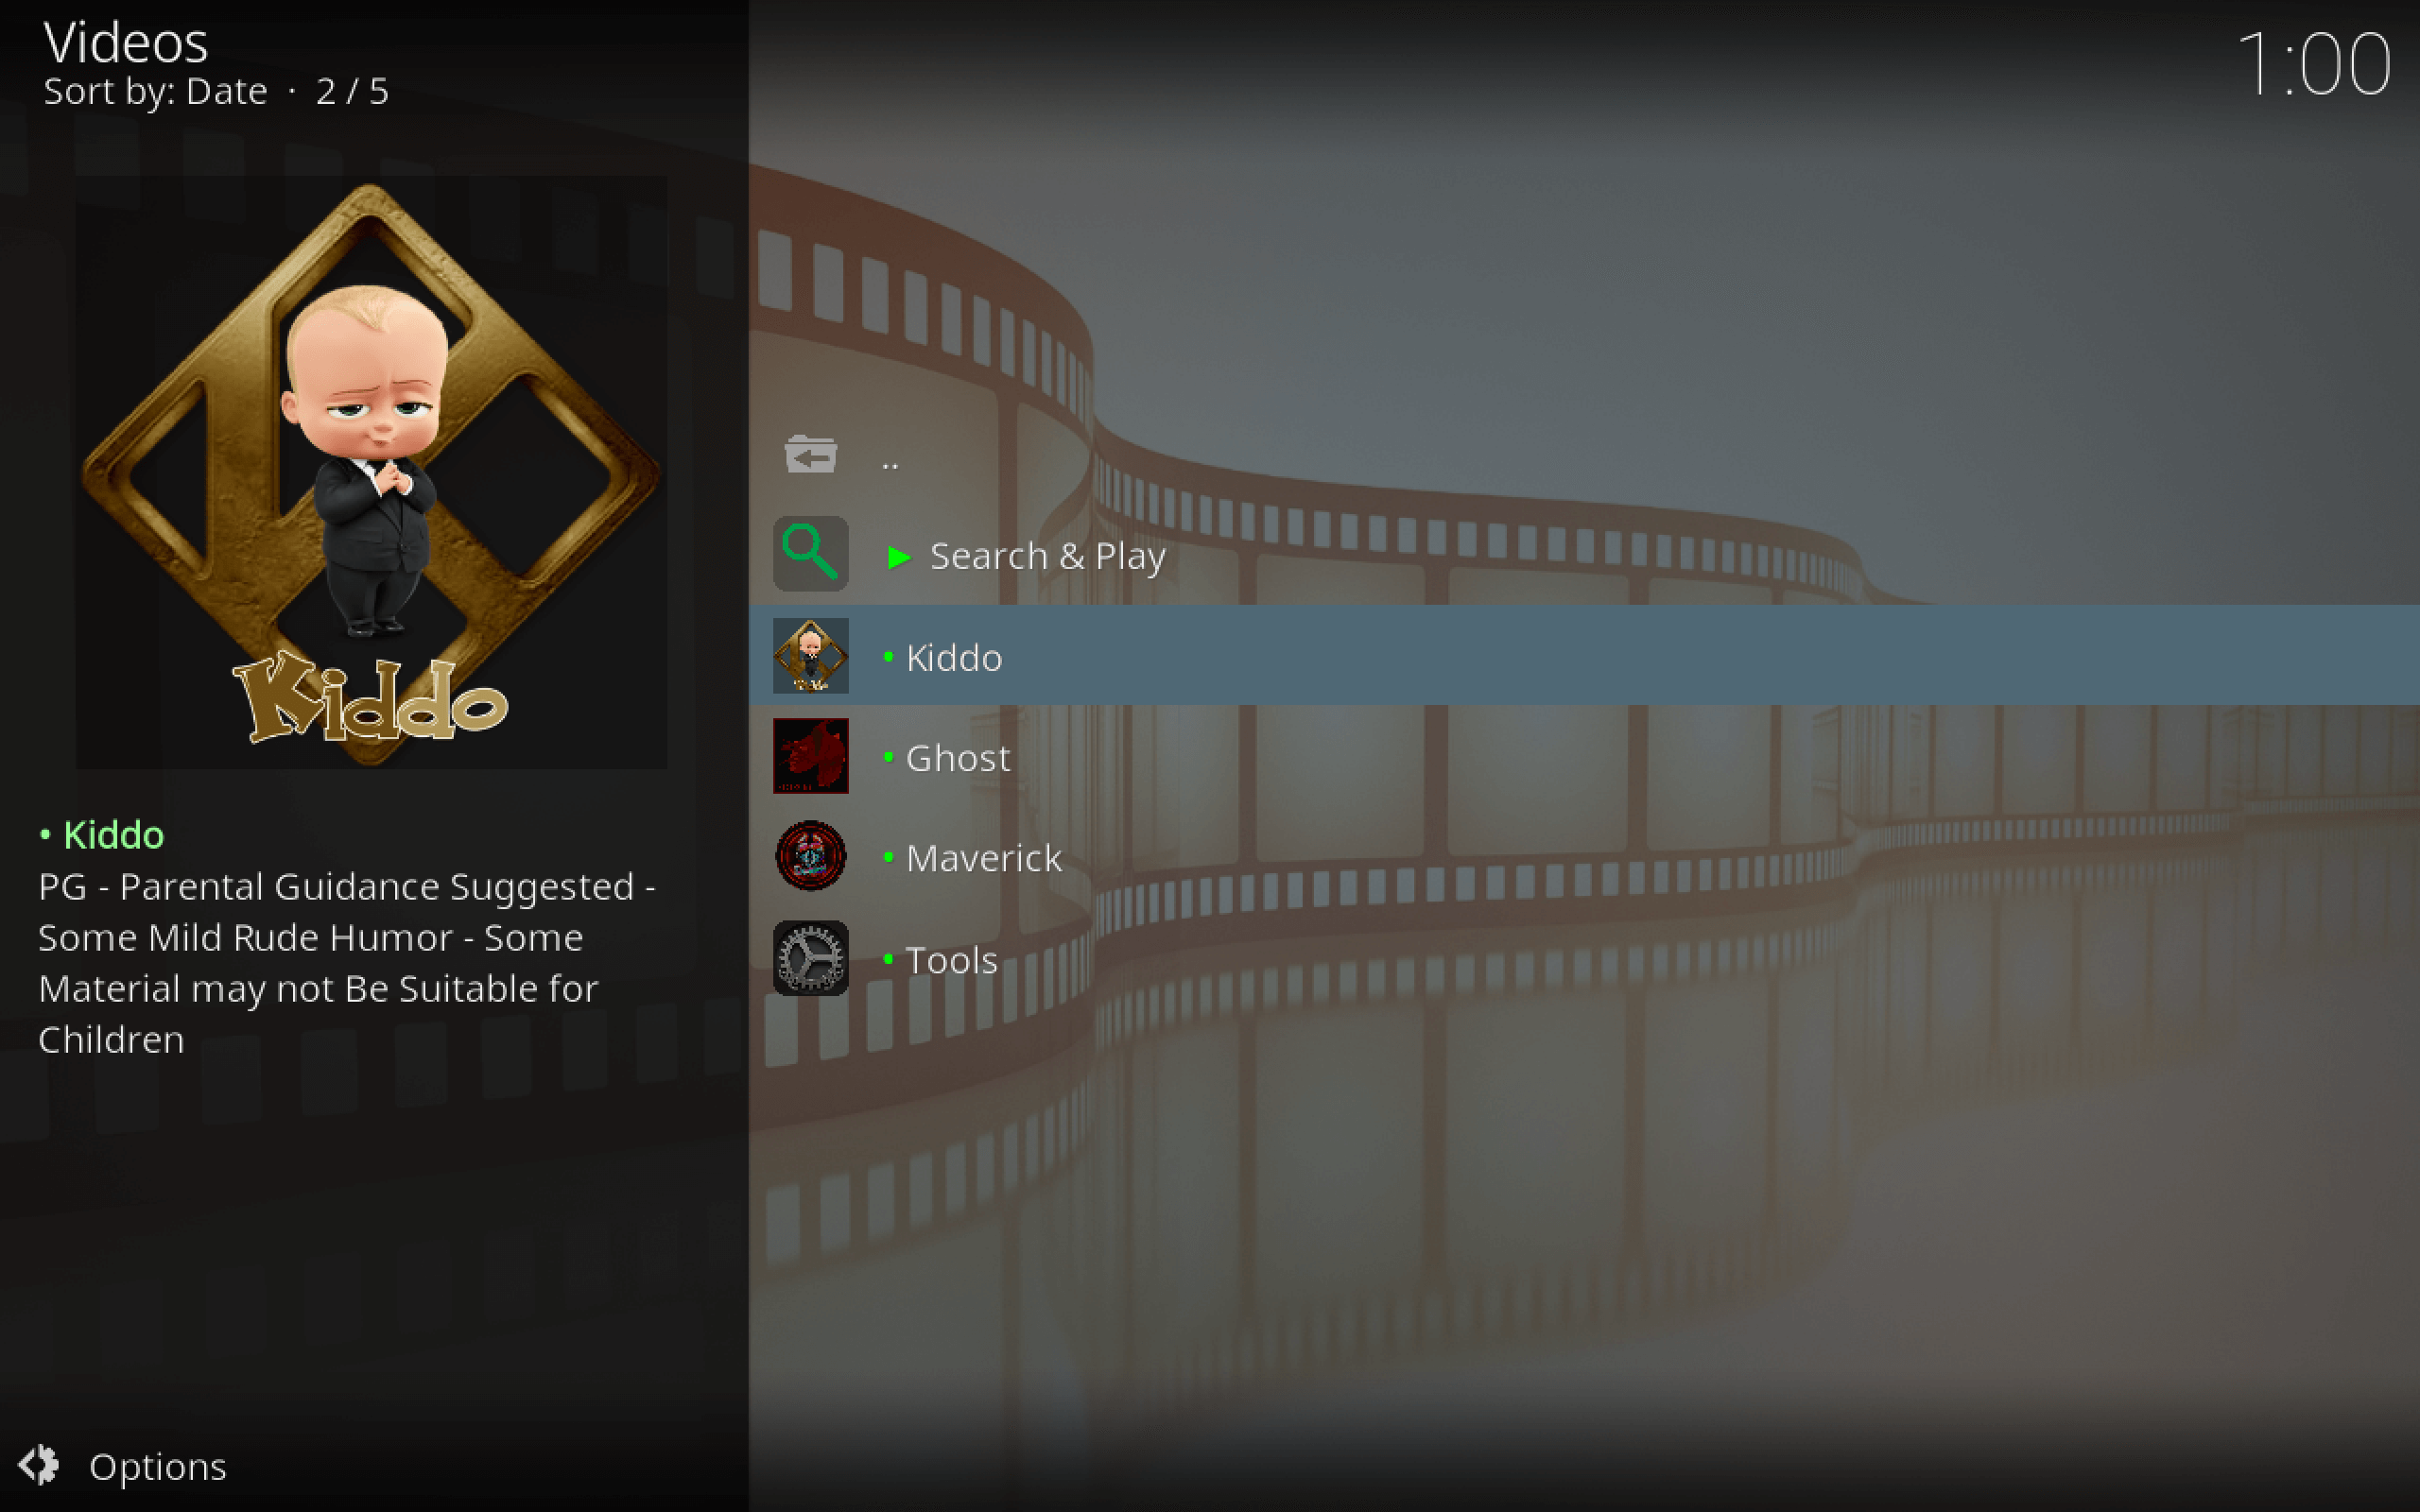 Videos
Sort by: Date · 2 / 5
1:00
Kiddo
• Kiddo
PG - Parental Guidance Suggested -
Some Mild Rude Humor - Some
Material may not Be Suitable for
Children
..
► Search & Play
• Kiddo
• Ghost
• Maverick
• Tools
Options